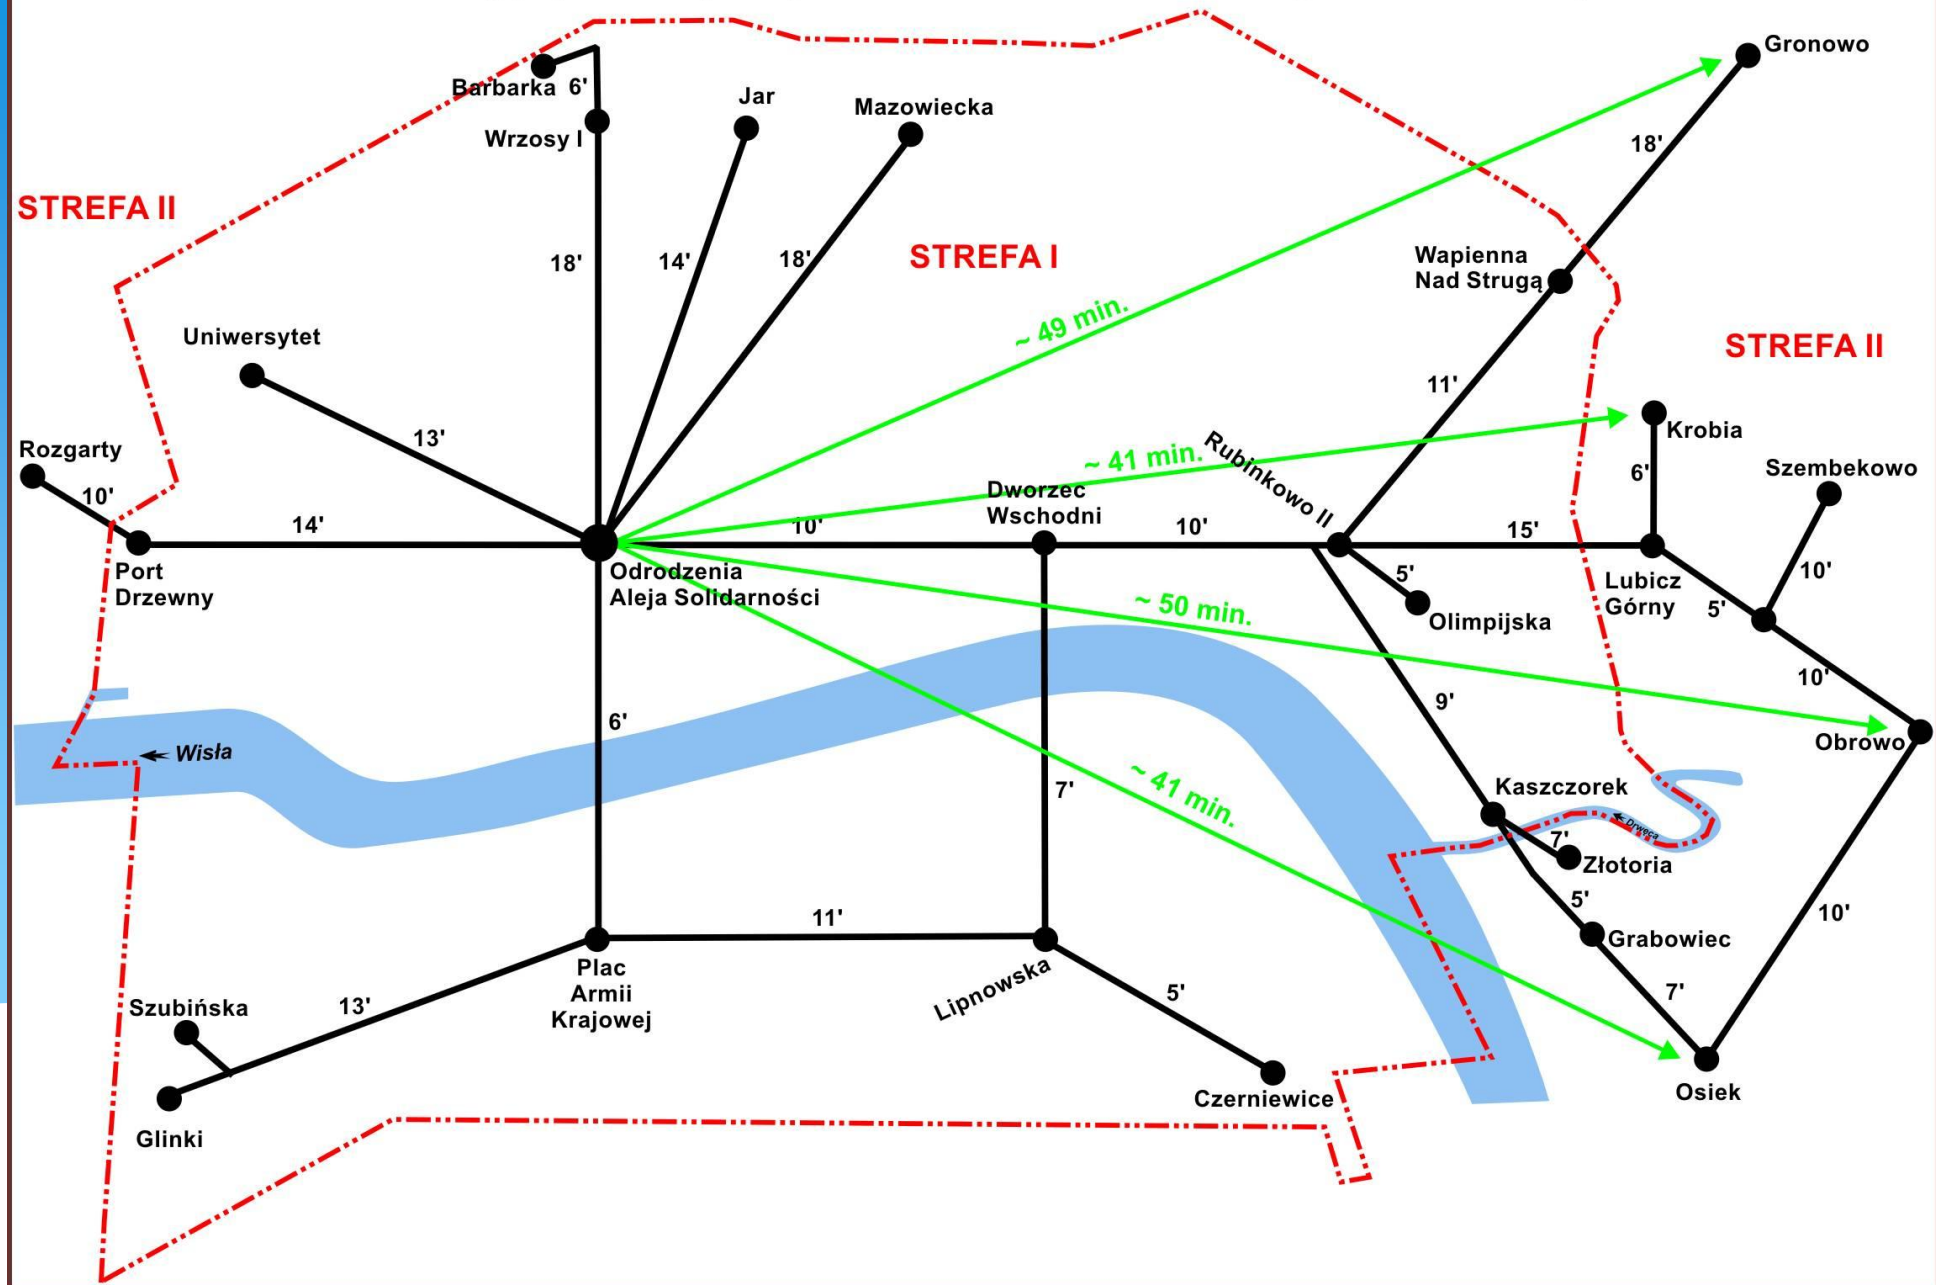 Gronowo
Barbarka
6'
Jar
Mazowiecka
Wrzosy I
18'
STREFA II
STREFA I
18'
14'
18'
Wapienna
Nad Strugą
~ 49 min.
Uniwersytet
STREFA II
11'
13'
Rozgarty
10'
Krobia
Rubinkowo II
~ 41 min.
6'
Szembekowo
Dworzec
Wschodni
14'
10'
10'
15'
Port
Drzewny
Odrodzenia
Aleja Solidarności
5'
Olimpijska
Lubicz
Górny
5'
10'
~ 50 min.
10'
9'
6'
Obrowo
Wisła
~ 41 min.
7'
Kaszczorek
Drwęca
7'
Złotoria
5'
10'
11'
Grabowiec
Plac
Armii
Krajowej
Lipnowska
5'
7'
Szubińska
13'
Czerniewice
Osiek
Glinki